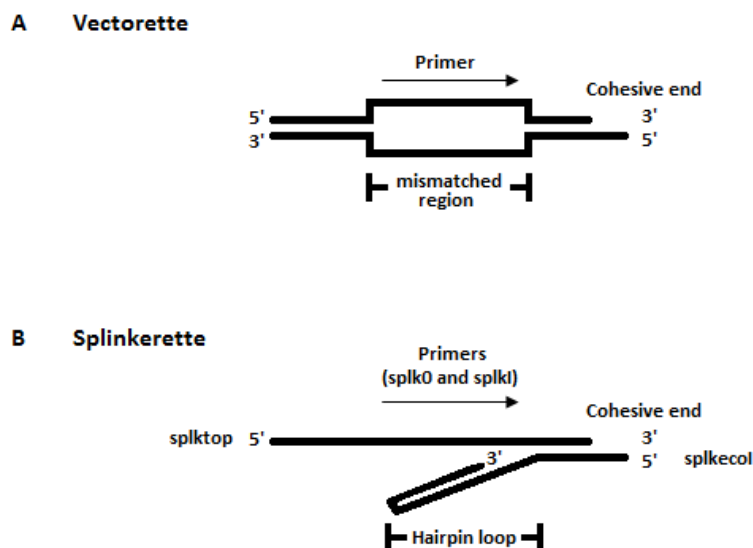 A Vectorette
Primer
Cohesive end
5' 3'
3' 5'
mismatched
region
B Splinkerette
Primers
(splk0 and splkI)
Cohesive end
splktop 5' 3'
3' 5' splkecoI
Hairpin loop